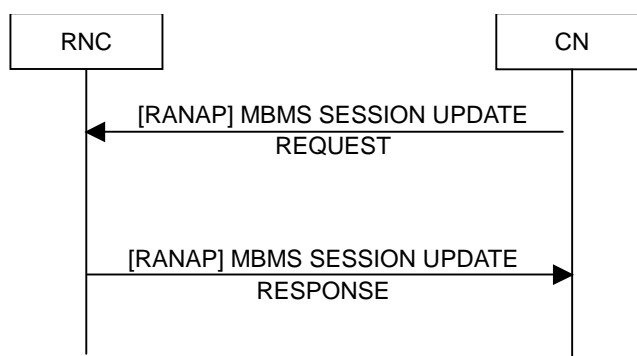 RNC
CN
[RANAP] MBMS SESSION UPDATE
REQUEST
[RANAP] MBMS SESSION UPDATE
RESPONSE